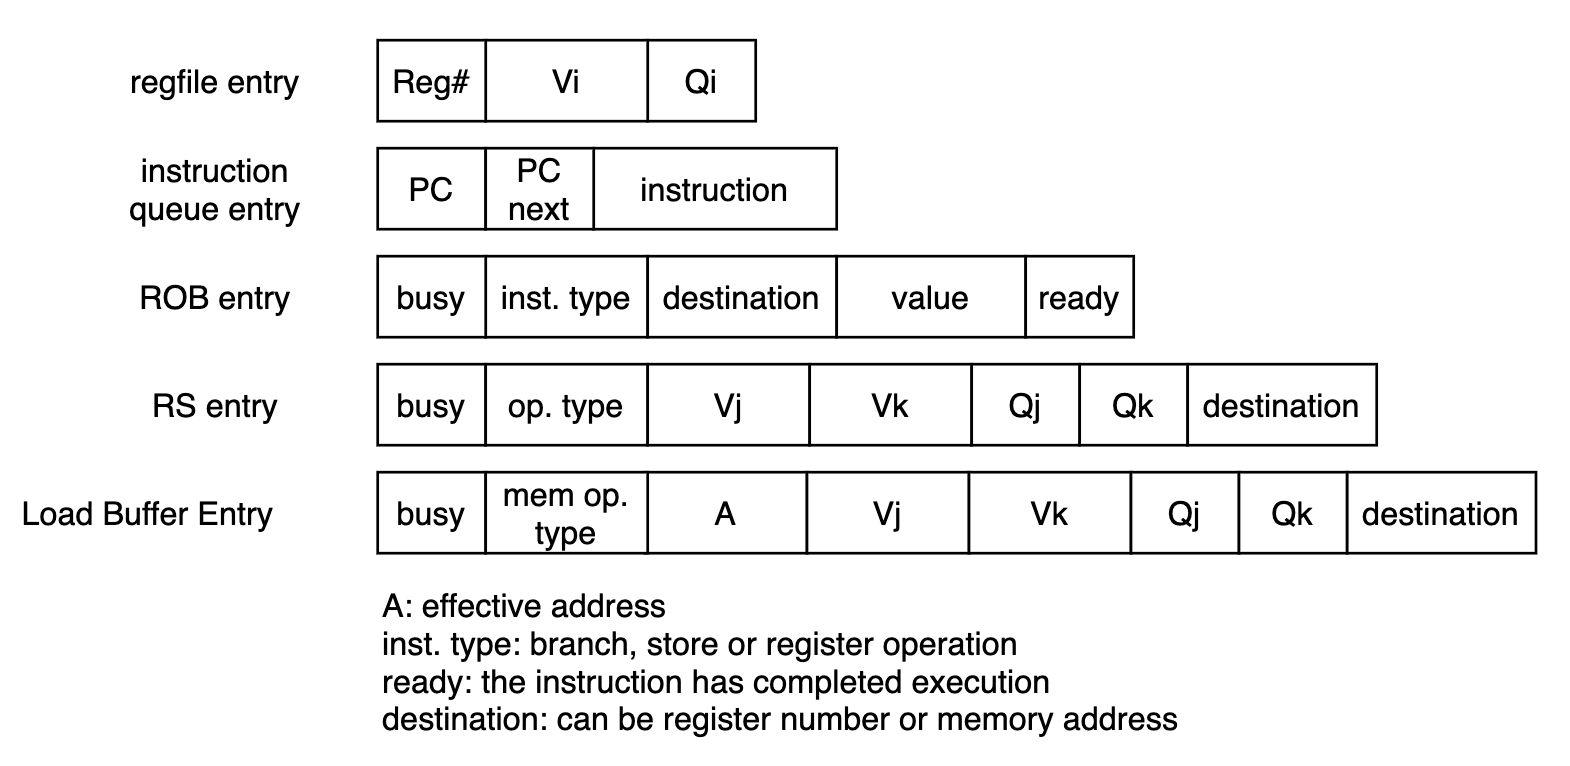 regfile entry
Reg# Vi Qi
instruction
queue entry
PC
PC
next
instruction
ROB entry
busy inst. type destination value ready
RS entry
busy op. type Vj Vk Qj Qk destination
Load Buffer Entry
busy
mem op.
type
A Vj Vk Qj Qk destination
A: effective address
inst. type: branch, store or register operation
ready: the instruction has completed execution
destination: can be register number or memory address